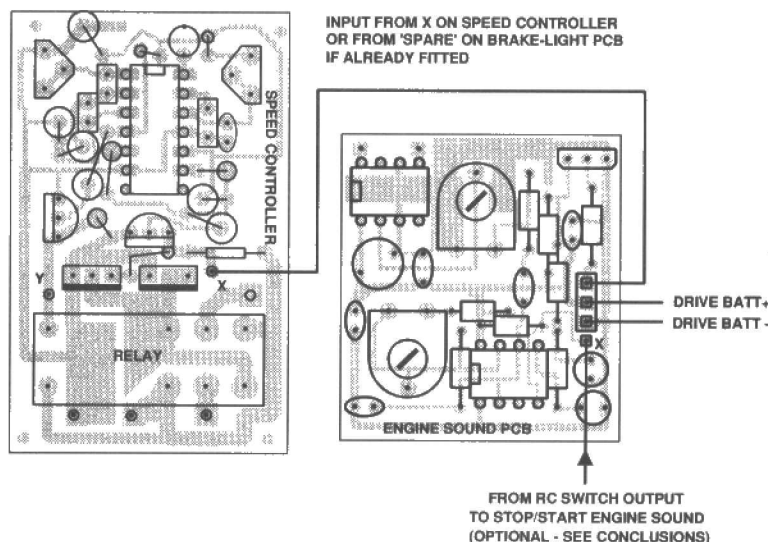 INPUT FROM X ON SPEED CONTROLLER
OR FROM 'SPARE' ON BRAKE-LIGHT PCB
IF ALREADY FITTED
SPEED CONTROLLER
Y
X
RELAY
DRIVE BATT+
DRIVE BATT -
X
ENGINE SOUND PCB
FROM RC SWITCH OUTPUT
TO STOP/START ENGINE SOUND
(OPTIONAL - SEE CONCLUSIONS)